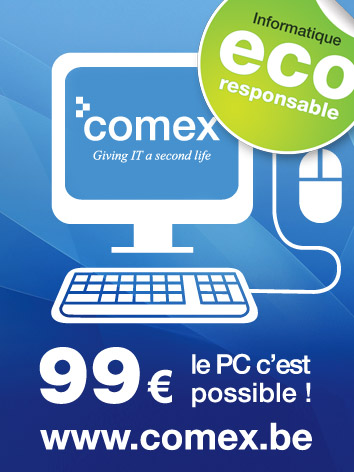 Informatique
eco
responsable
comex
Giving IT a second life
99 € le PC c'est
possible !
www.comex.be